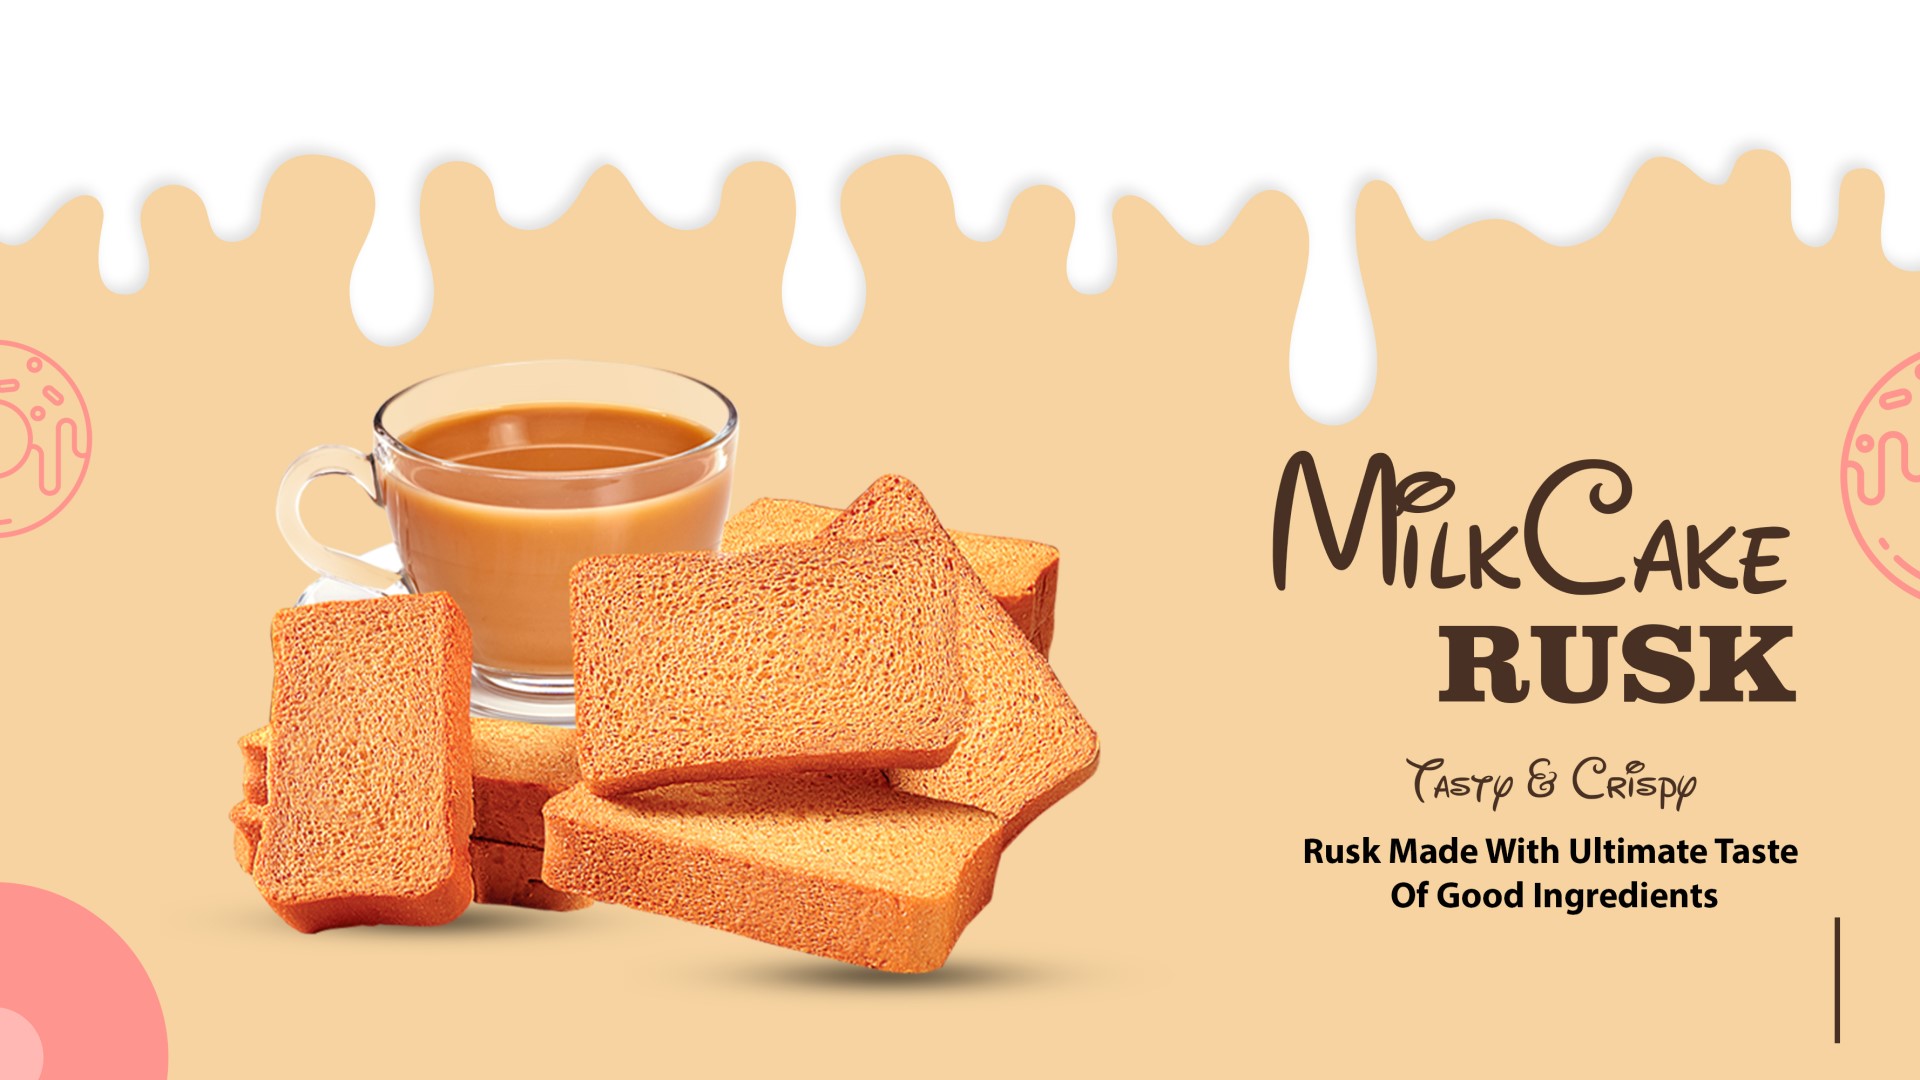 MilkCake
RUSK
Tasty & Crispy
Rusk Made With Ultimate Taste
Of Good Ingredients